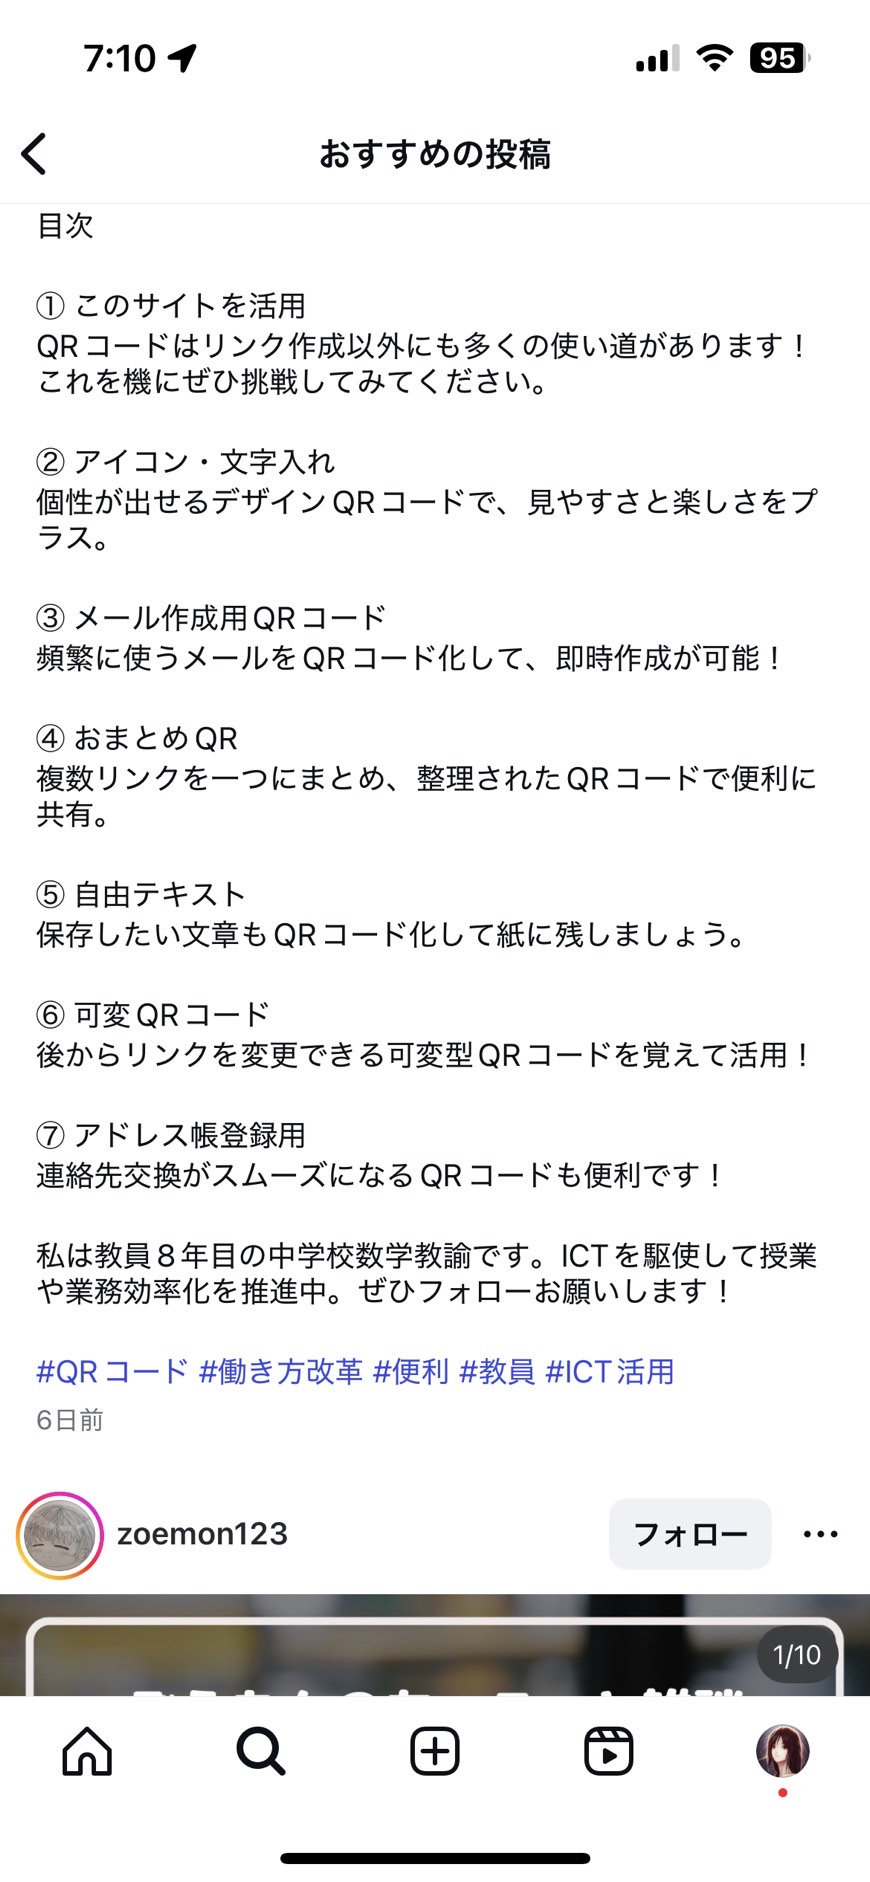 7:10
95
おすすめの投稿
目次
① このサイトを活用
QRコードはリンク作成以外にも多くの使い道があります！
これを機にぜひ挑戦してみてください。
② アイコン・文字入れ
個性が出せるデザインQRコードで、見やすさと楽しさをプ
ラス。
③ メール作成用QRコード
頻繁に使うメールをQRコード化して、即時作成が可能！
④ おまとめQR
複数リンクを一つにまとめ、整理されたQRコードで便利に
共有。
⑤ 自由テキスト
保存したい文章もQRコード化して紙に残しましょう。
⑥ 可変QRコード
後からリンクを変更できる可変型QRコードを覚えて活用！
⑦ アドレス帳登録用
連絡先交換がスムーズになるQRコードも便利です！
私は教員８年目の中学校数学教諭です。ICTを駆使して授業
や業務効率化を推進中。ぜひフォローお願いします！
#QRコード #働き方改革 #便利 #教員 #ICT活用
6日前
zoemon123
フォロー
1/10